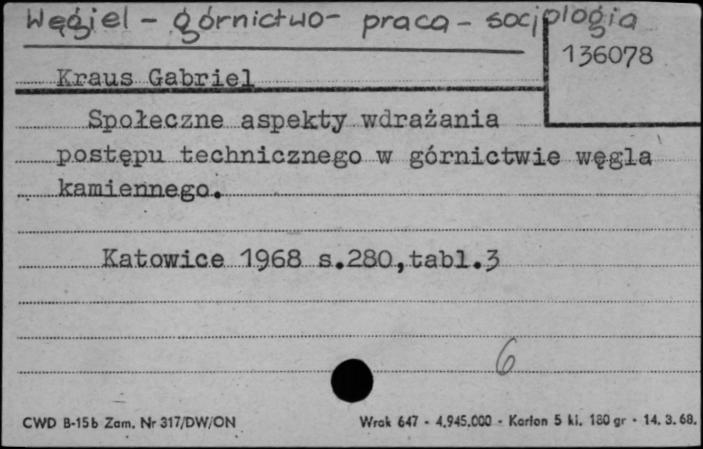 Węgiel - górnictwo - praca - socjologia
136078
Kraus Gabriel
Społeczne aspekty wdrażania
postępu technicznego w górnictwie węgla
kamiennego.
Katowice 1968 s.280,tabl.3
6
CWD B-15b Zam. Nr 317/DW/ON
Wrak 647 - 4.945.000 - Karton 5 kl. 180 gr - 14. 3. 68.